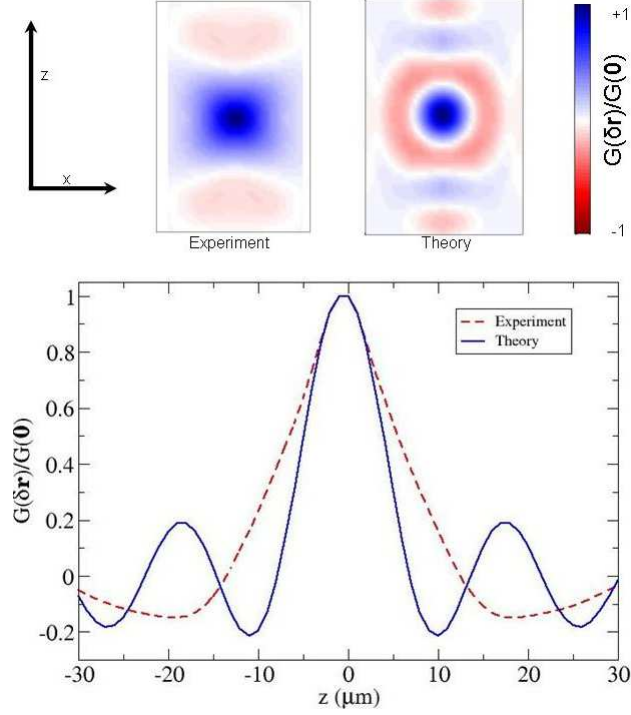 z
x
Experiment
Theory
+1
G(δr)/G(0)
-1
1
0.8
0.6
0.4
0.2
0
-0.2
G(δr)/G(0)
Experiment
Theory
-30
-20
-10
0
10
20
30
z (μm)